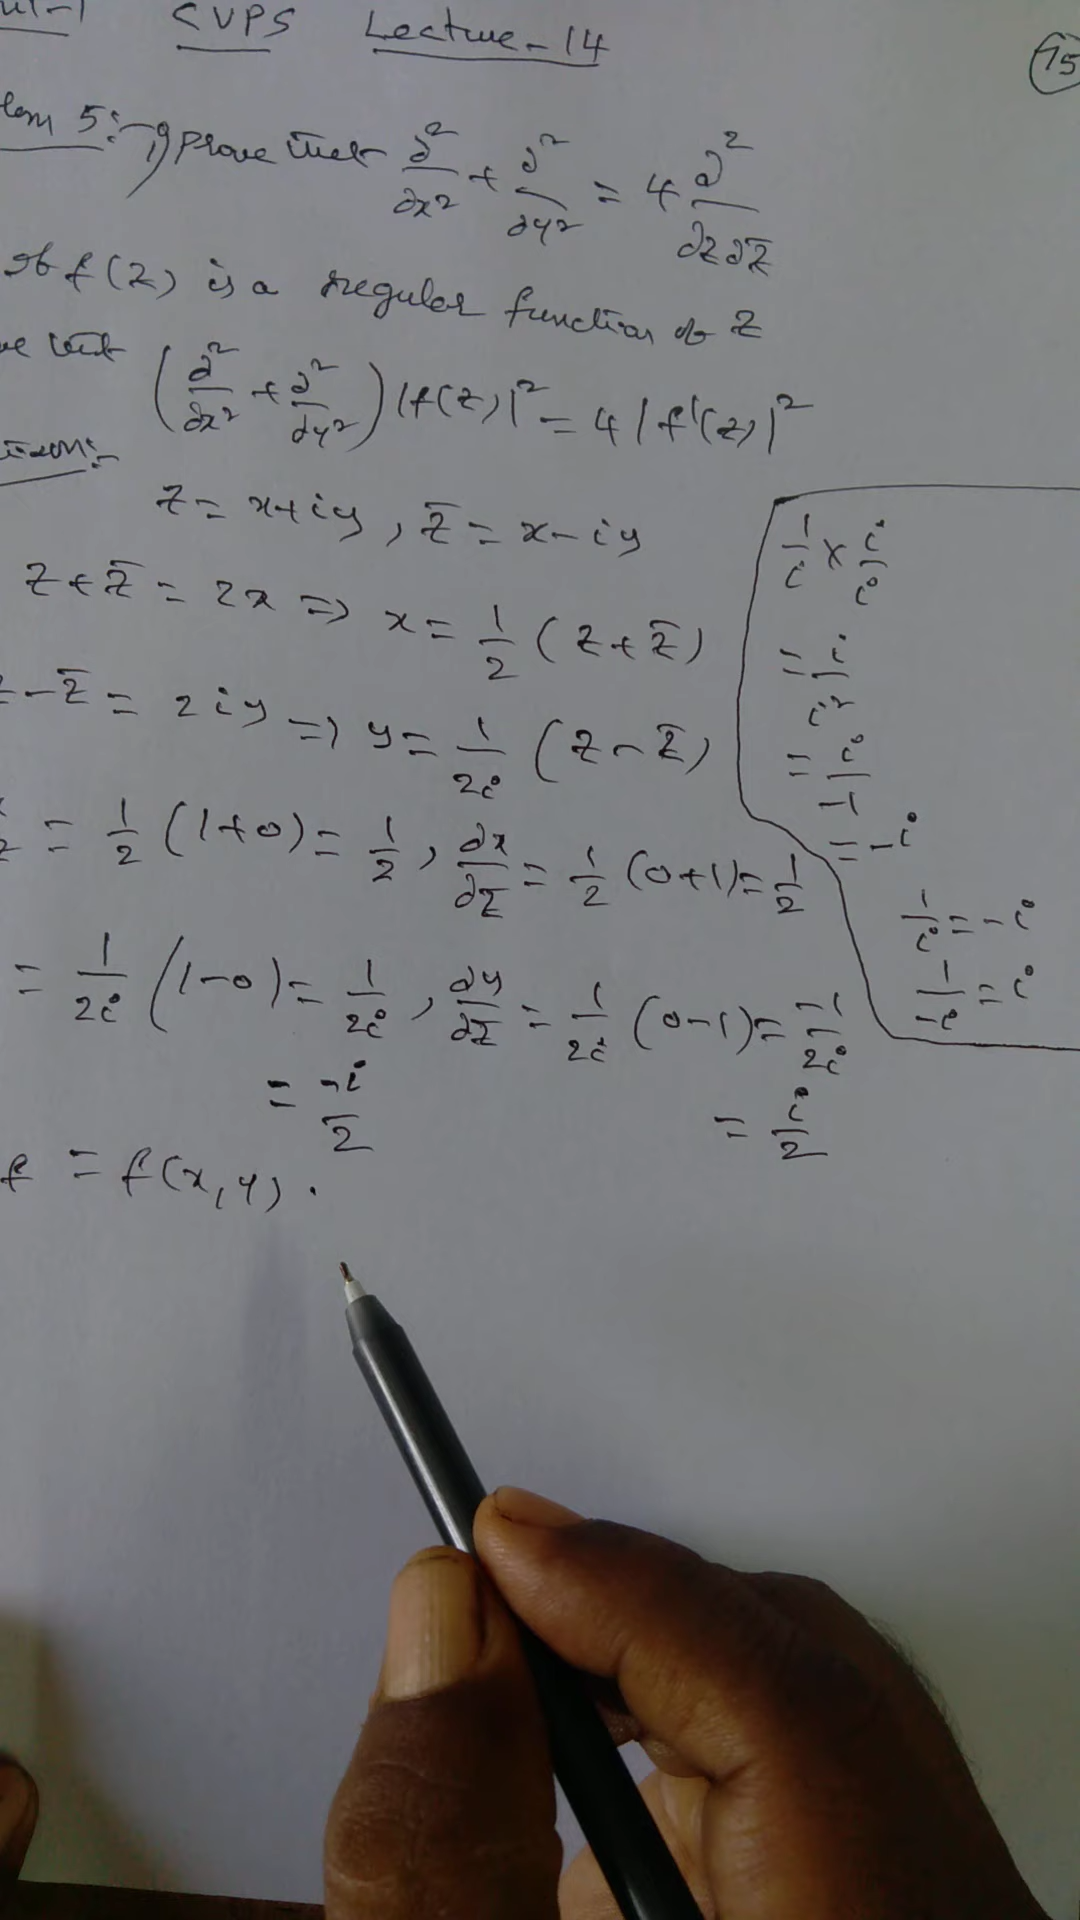 CVPS Lecture-14
15
5:- i) prove that ∂²/∂x² + ∂²/∂y² = 4 ∂²/∂z∂z̄
If f(z) is a regular function of z
(∂²/∂x² + ∂²/∂y²) |f(z)|² = 4 |f'(z)|²
z = x+iy, z̄ = x-iy
z + z̄ = 2x => x = 1/2 (z + z̄)
- z̄ = 2iy => y = 1/2i (z - z̄)
= 1/2 (1+0) = 1/2, ∂x/∂z̄ = 1/2 (0+1) = 1/2
= 1/2i (1-0) = 1/2i, ∂y/∂z̄ = 1/2i (0-1) = -1/2i
= -i/2 = i/2
f = f(x,y).
1/i × i/i
= i/i²
= i/-1
= -i
1/i = -i
1/-i = i